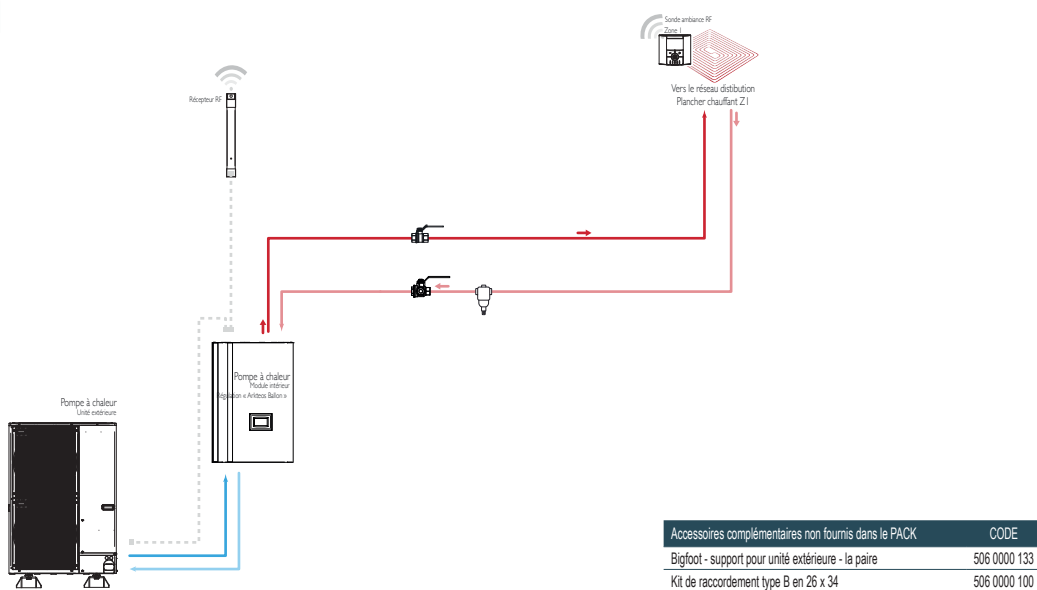 Sonde ambiance RF
Zone 1
Récepteur RF
Vers le réseau distibution
Plancher chauffant Z1
Pompe à chaleur
Module intérieur
Régulation « Arkteos Ballon »
Pompe à chaleur
Unité extérieure
Accessoires complémentaires non fournis dans le PACK CODE
Bigfoot - support pour unité extérieure - la paire 506 0000 133
Kit de raccordement type B en 26 x 34 506 0000 100